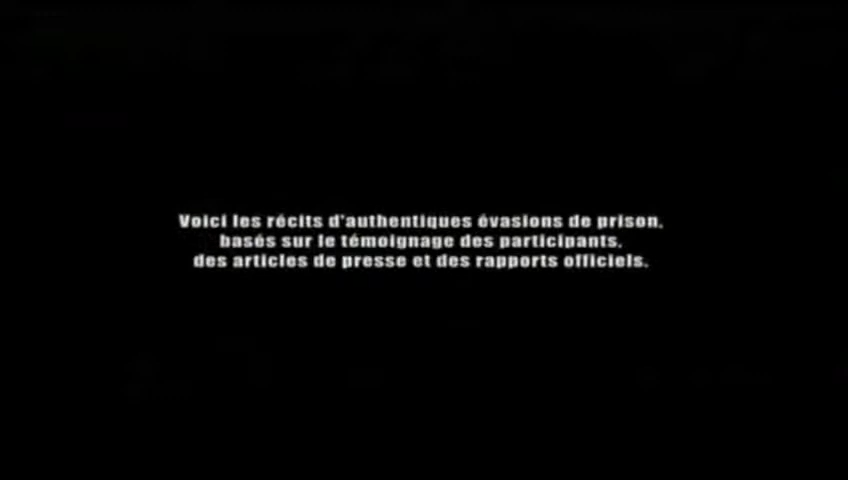 Voici les récits d'authentiques évasions de prison,
basés sur le témoignage des participants,
des articles de presse et des rapports officiels.